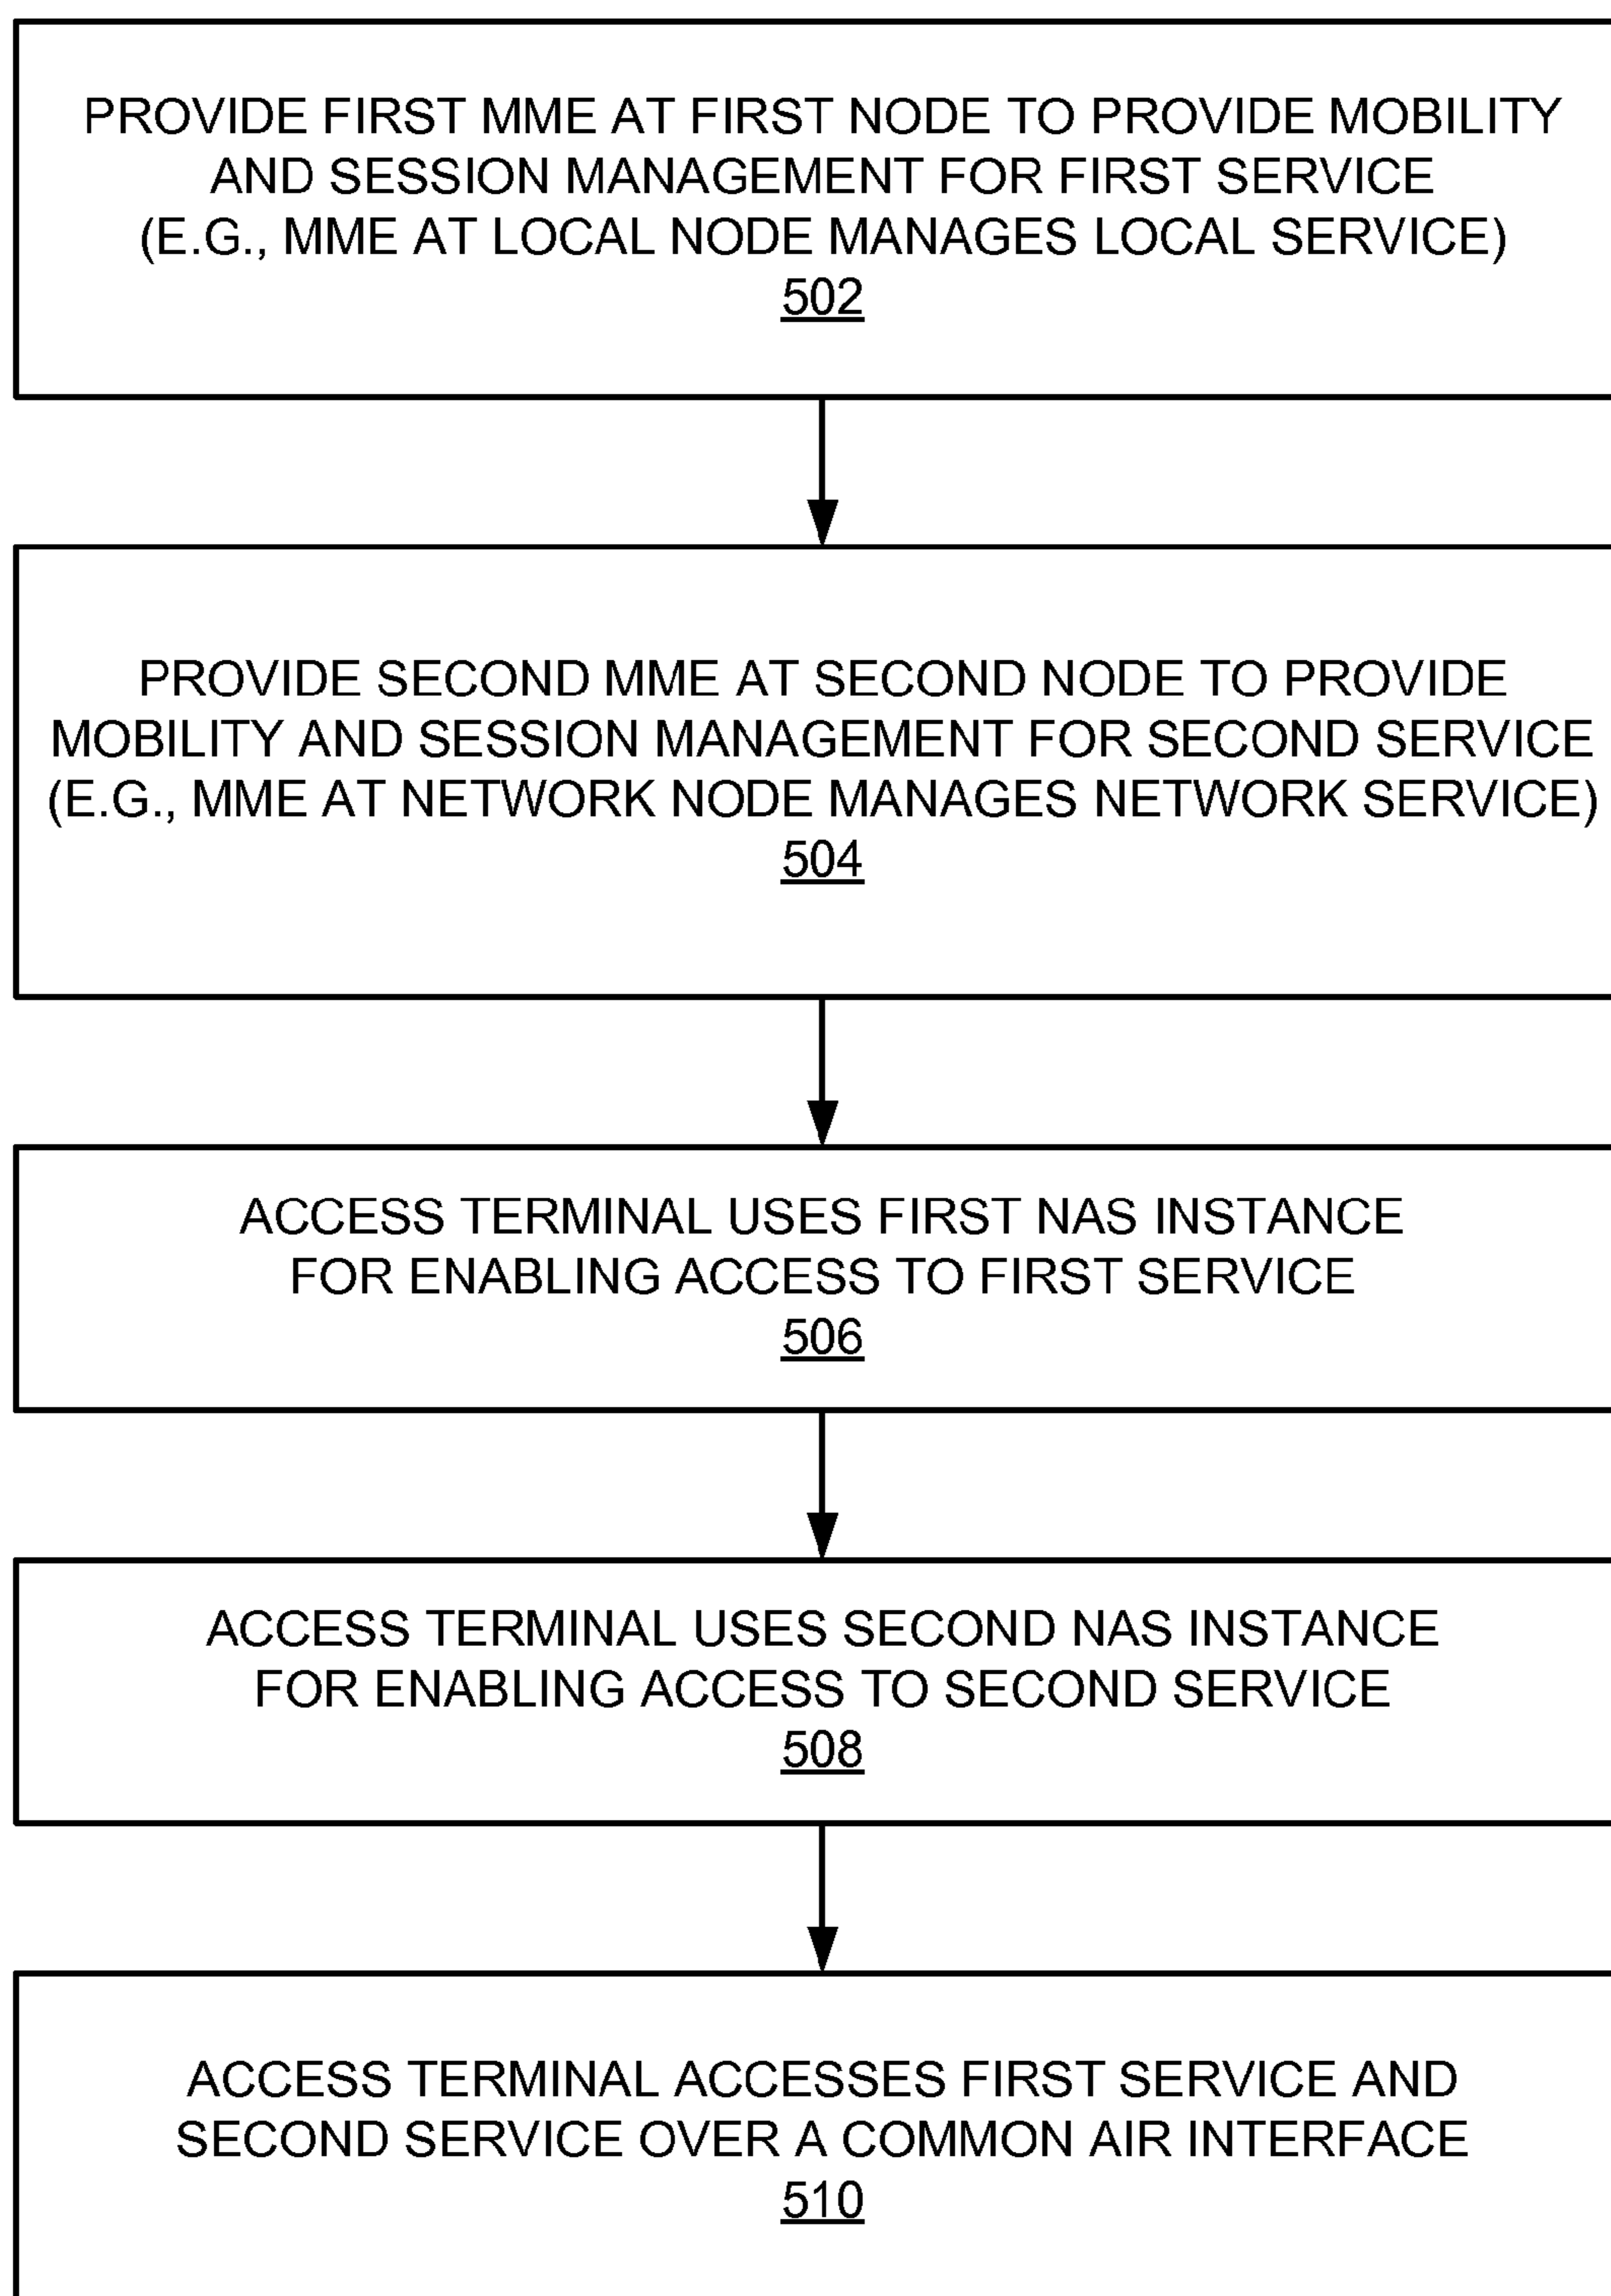 PROVIDE FIRST MME AT FIRST NODE TO PROVIDE MOBILITY
AND SESSION MANAGEMENT FOR FIRST SERVICE
(E.G., MME AT LOCAL NODE MANAGES LOCAL SERVICE)
502
PROVIDE SECOND MME AT SECOND NODE TO PROVIDE
MOBILITY AND SESSION MANAGEMENT FOR SECOND SERVICE
(E.G., MME AT NETWORK NODE MANAGES NETWORK SERVICE)
504
ACCESS TERMINAL USES FIRST NAS INSTANCE
FOR ENABLING ACCESS TO FIRST SERVICE
506
ACCESS TERMINAL USES SECOND NAS INSTANCE
FOR ENABLING ACCESS TO SECOND SERVICE
508
ACCESS TERMINAL ACCESSES FIRST SERVICE AND
SECOND SERVICE OVER A COMMON AIR INTERFACE
510